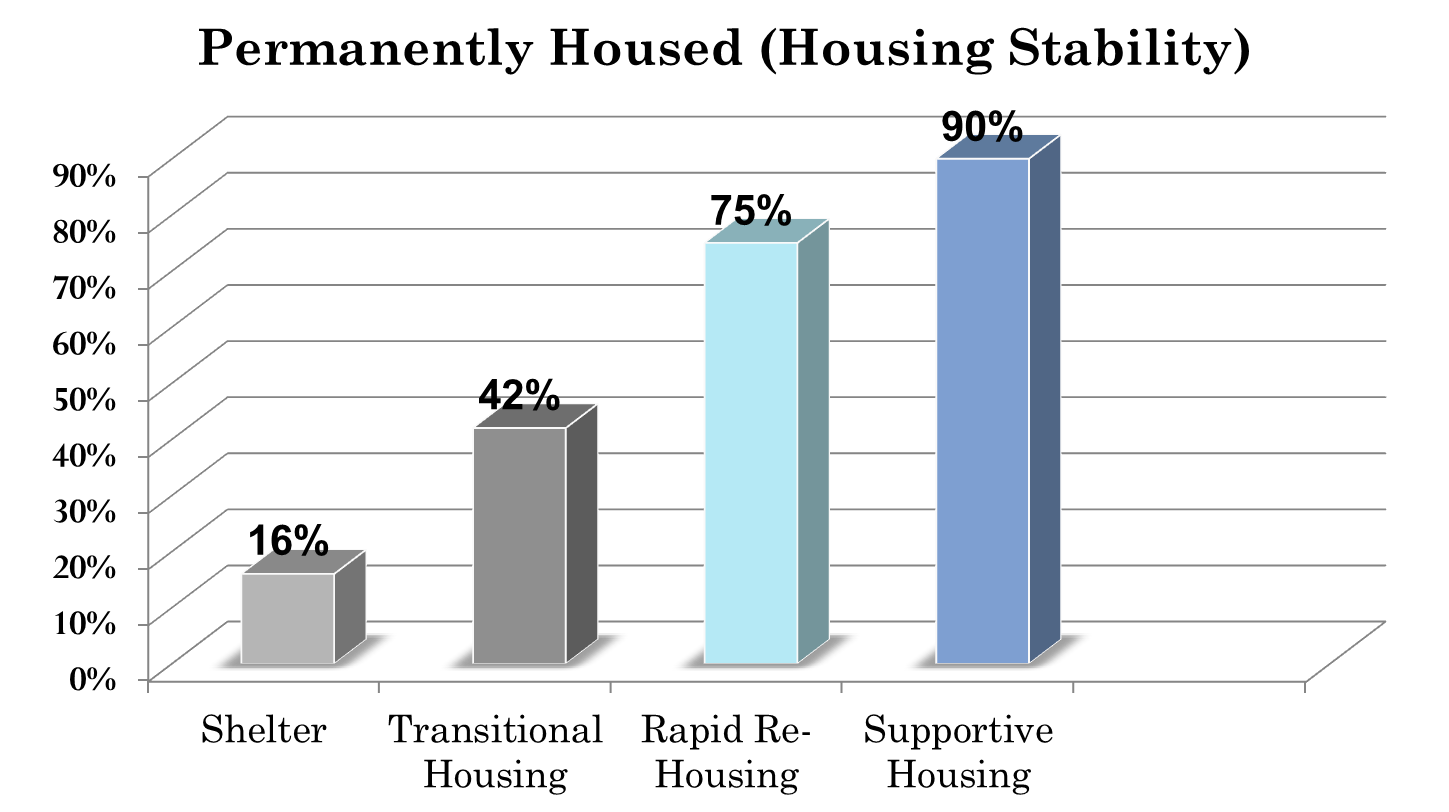 Permanently Housed (Housing Stability)
90%
80%
70%
60%
50%
40%
30%
20%
10%
0%
16%
42%
75%
90%
Shelter
Transitional
Housing
Rapid Re-
Housing
Supportive
Housing